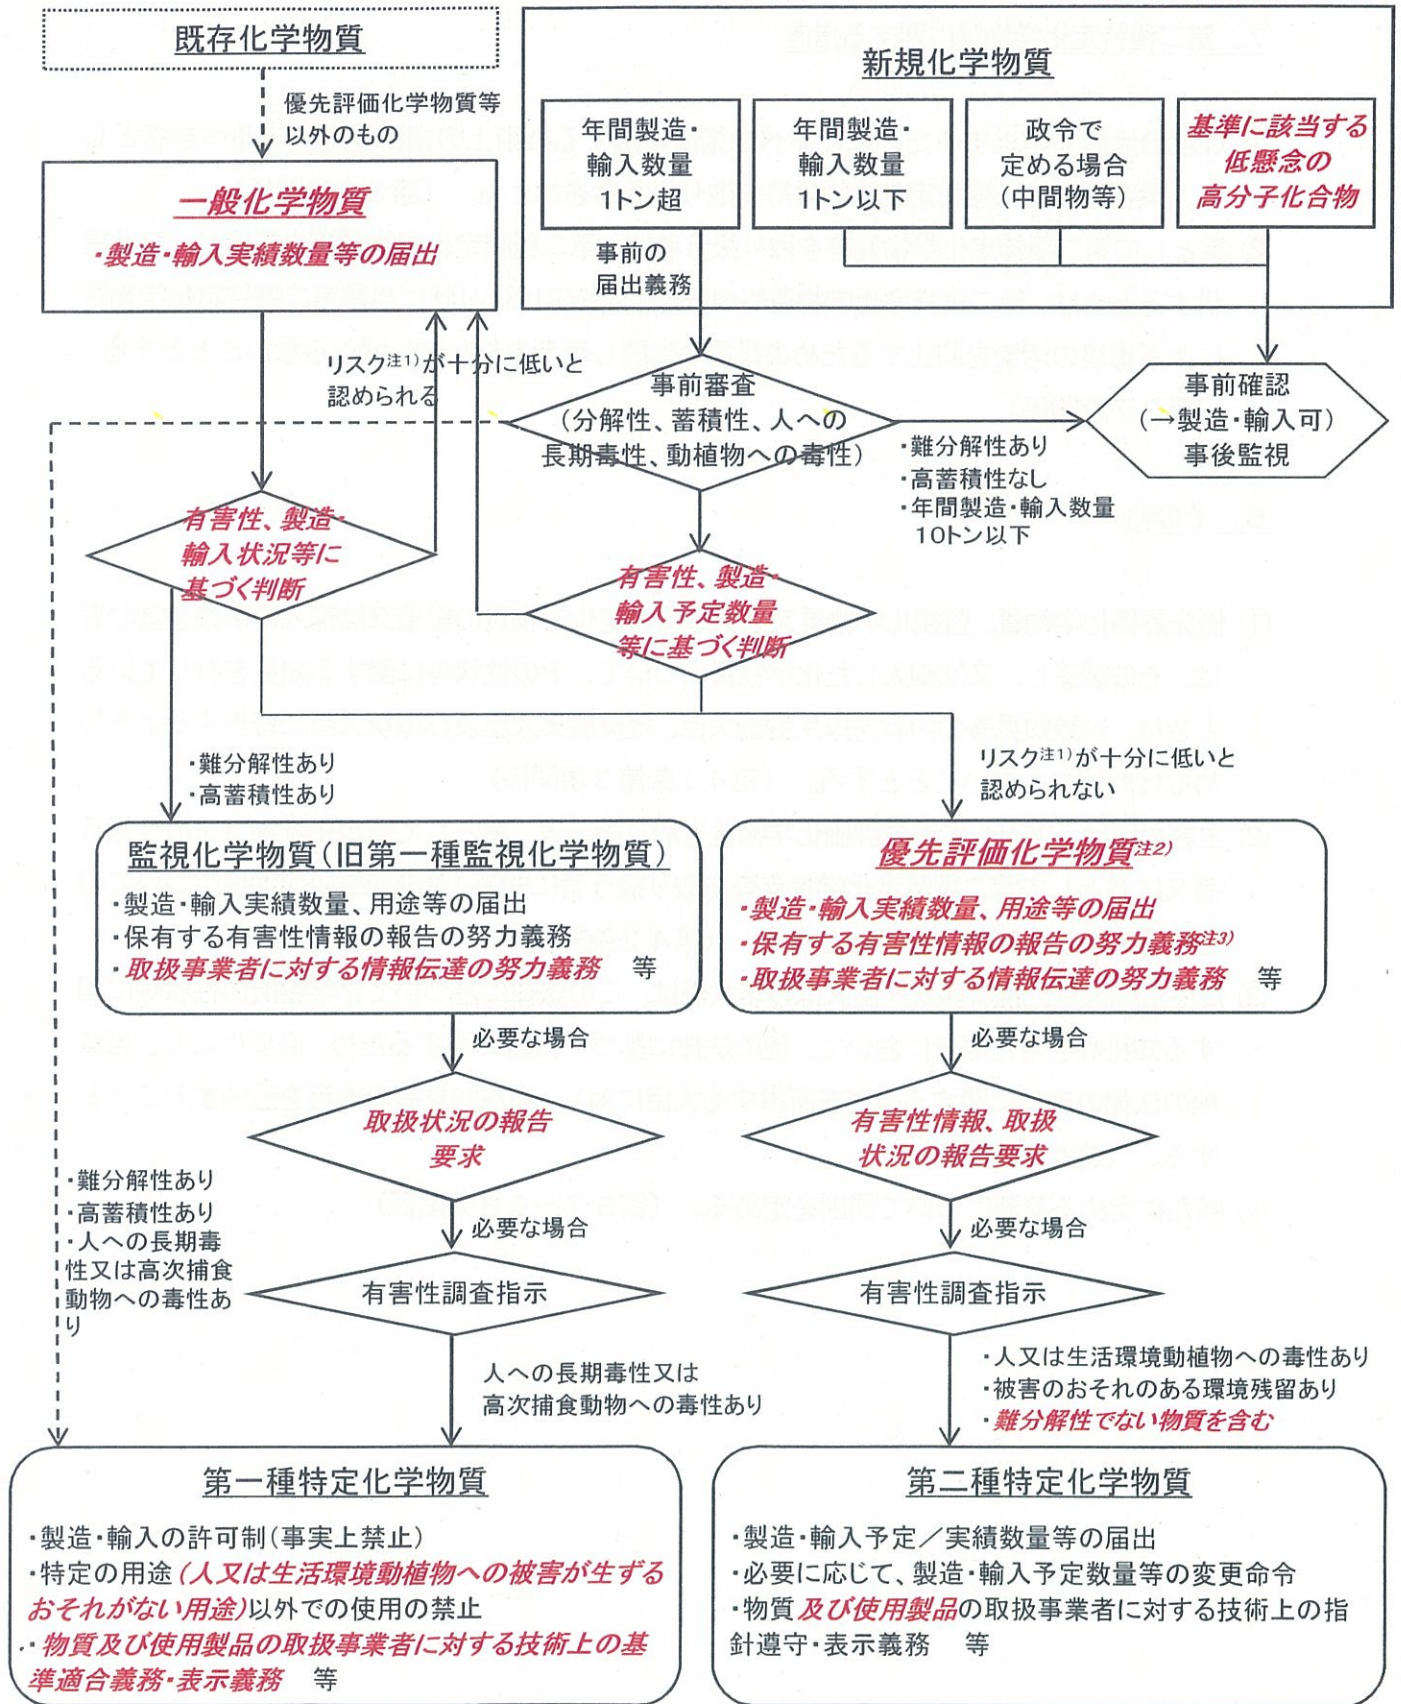 既存化学物質
優先評価化学物質等
以外のもの
一般化学物質
・製造・輸入実績数量等の届出
新規化学物質
年間製造・
輸入数量
1トン超
年間製造・
輸入数量
1トン以下
政令で
定める場合
(中間物等)
基準に該当する
低懸念の
高分子化合物
事前の
届出義務
リスク注1)が十分に低いと
認められる
事前審査
(分解性、蓄積性、人への
長期毒性、動植物への毒性)
・難分解性あり
・高蓄積性なし
・年間製造・輸入数量
10トン以下
事前確認
(→製造・輸入可)
事後監視
有害性、製造・
輸入状況等に
基づく判断
有害性、製造・
輸入予定数量
等に基づく判断
・難分解性あり
・高蓄積性あり
リスク注1)が十分に低いと
認められない
監視化学物質(旧第一種監視化学物質)
・製造・輸入実績数量、用途等の届出
・保有する有害性情報の報告の努力義務
・取扱事業者に対する情報伝達の努力義務 等
優先評価化学物質注2)
・製造・輸入実績数量、用途等の届出
・保有する有害性情報の報告の努力義務注3)
・取扱事業者に対する情報伝達の努力義務 等
必要な場合
必要な場合
取扱状況の報告
要求
有害性情報、取扱
状況の報告要求
・難分解性あり
・高蓄積性あり
・人への長期毒
性又は高次捕食
動物への毒性あ
り
必要な場合
必要な場合
有害性調査指示
有害性調査指示
人への長期毒性又は
高次捕食動物への毒性あり
・人又は生活環境動植物への毒性あり
・被害のおそれのある環境残留あり
・難分解性でない物質を含む
第一種特定化学物質
・製造・輸入の許可制(事実上禁止)
・特定の用途(人又は生活環境動植物への被害が生ずる
おそれがない用途)以外での使用の禁止
・物質及び使用製品の取扱事業者に対する技術上の基
準適合義務・表示義務 等
第二種特定化学物質
・製造・輸入予定/実績数量等の届出
・必要に応じて、製造・輸入予定数量等の変更命令
・物質及び使用製品の取扱事業者に対する技術上の指
針遵守・表示義務 等